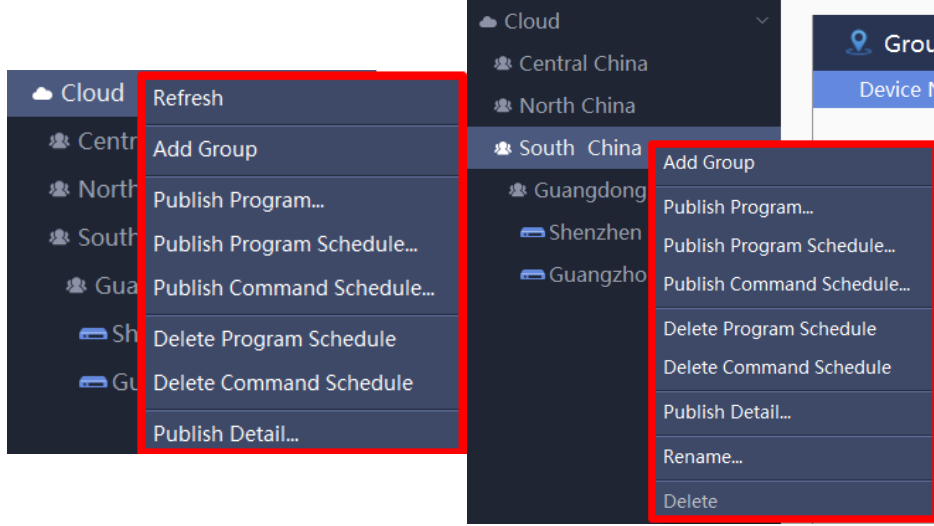 Cloud
Centr
North
South
Gua
Sh
Gu
Refresh
Add Group
Publish Program...
Publish Program Schedule...
Publish Command Schedule...
Delete Program Schedule
Delete Command Schedule
Publish Detail...
Cloud
Central China
North China
South China
Guangdong
Shenzhen
Guangzho
Add Group
Publish Program...
Publish Program Schedule...
Publish Command Schedule...
Delete Program Schedule
Delete Command Schedule
Publish Detail...
Rename...
Delete
Grou
Device N